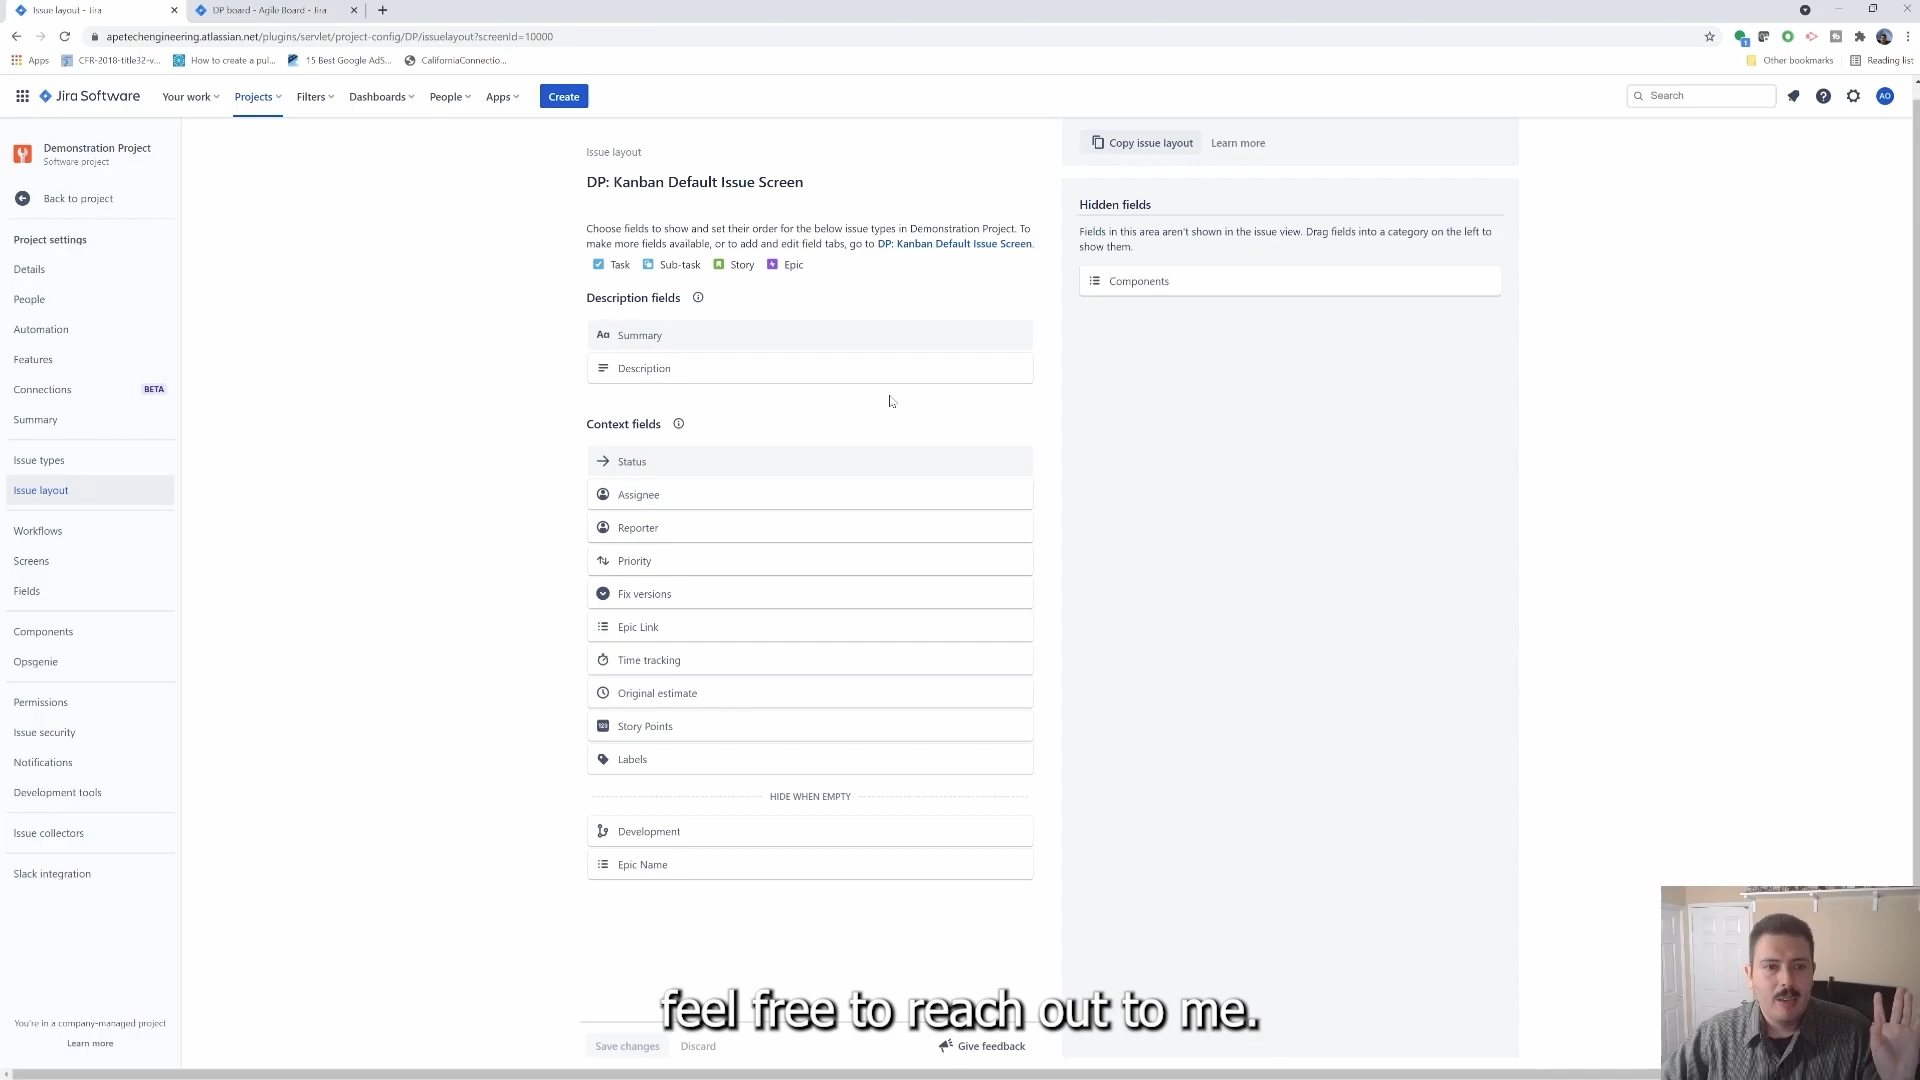 Issue layout - Jira
DP board - Agile Board - Jira
apetechengineering.atlassian.net/plugins/servlet/project-config/DP/issuelayout?screenId=10000
Apps
CFR-2018-title32-v...
How to create a pul...
15 Best Google AdS...
CaliforniaConnectio...
Other bookmarks
Reading list
Jira Software
Your work
Projects
Filters
Dashboards
People
Apps
Create
Search
AO
Demonstration Project
Software project
Back to project
Project settings
Details
People
Automation
Features
Connections
BETA
Summary
Issue types
Issue layout
Workflows
Screens
Fields
Components
Opsgenie
Permissions
Issue security
Notifications
Development tools
Issue collectors
Slack integration
You're in a company-managed project
Learn more
Issue layout
DP: Kanban Default Issue Screen
Choose fields to show and set their order for the below issue types in Demonstration Project. To
make more fields available, or to add and edit field tabs, go to DP: Kanban Default Issue Screen.
Task
Sub-task
Story
Epic
Description fields
Aa Summary
Description
Context fields
Status
Assignee
Reporter
Priority
Fix versions
Epic Link
Time tracking
Original estimate
123 Story Points
Labels
HIDE WHEN EMPTY
Development
Epic Name
Save changes
Discard
Give feedback
Copy issue layout
Learn more
Hidden fields
Fields in this area aren't shown in the issue view. Drag fields into a category on the left to
show them.
Components
feel free to reach out to me.